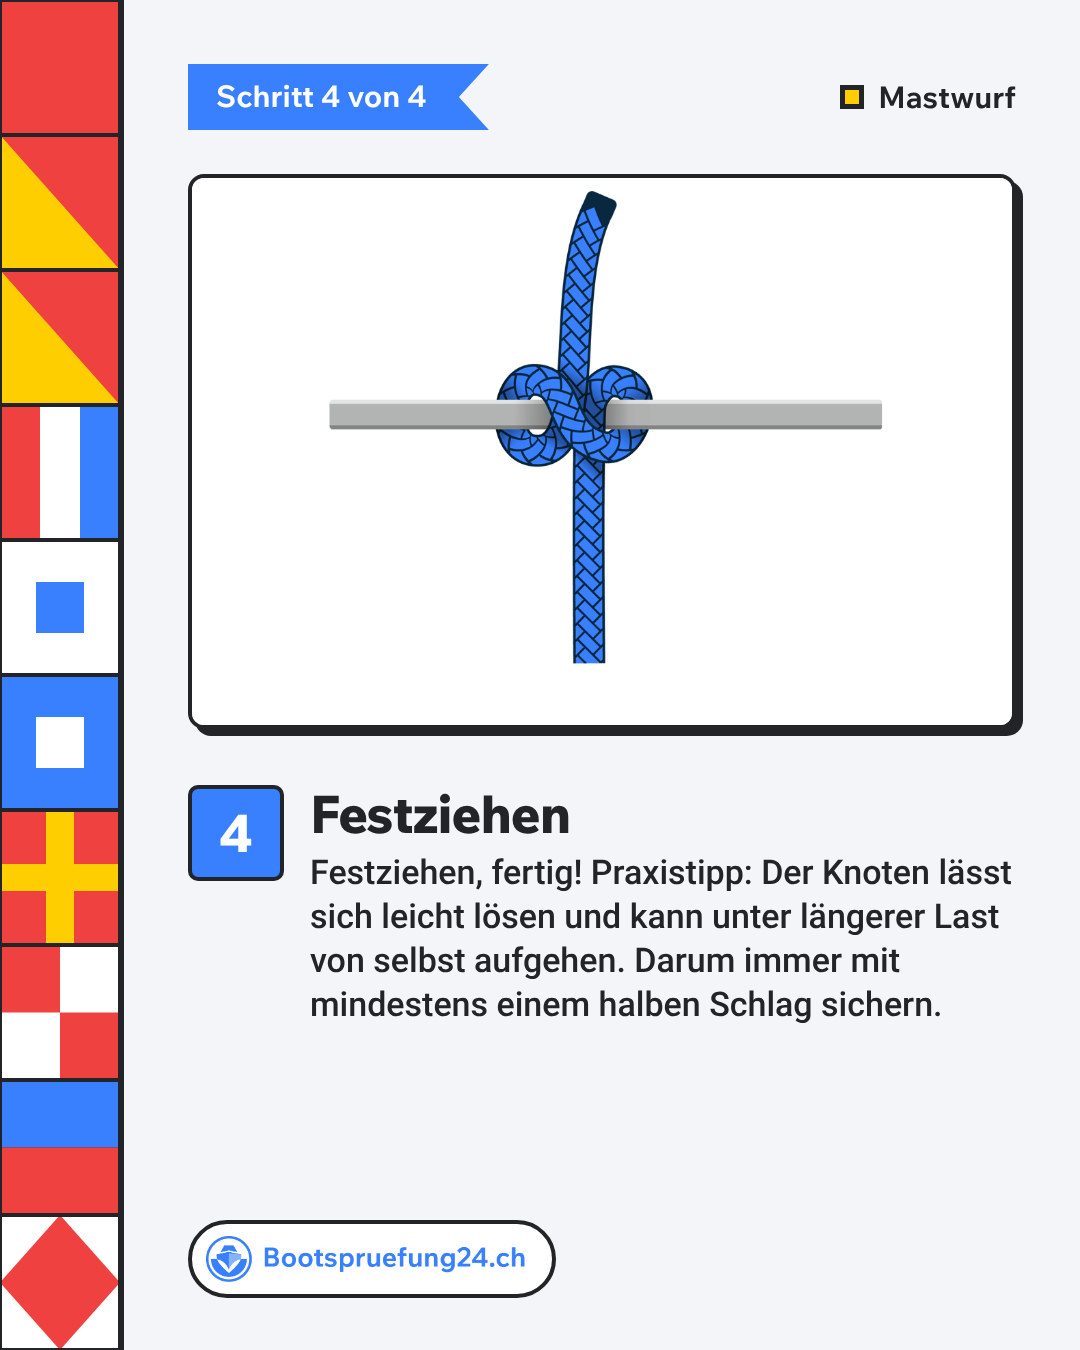 Schritt 4 von 4
Mastwurf
4
Festziehen
Festziehen, fertig! Praxistipp: Der Knoten lässt
sich leicht lösen und kann unter längerer Last
von selbst aufgehen. Darum immer mit
mindestens einem halben Schlag sichern.
Bootspruefung24.ch